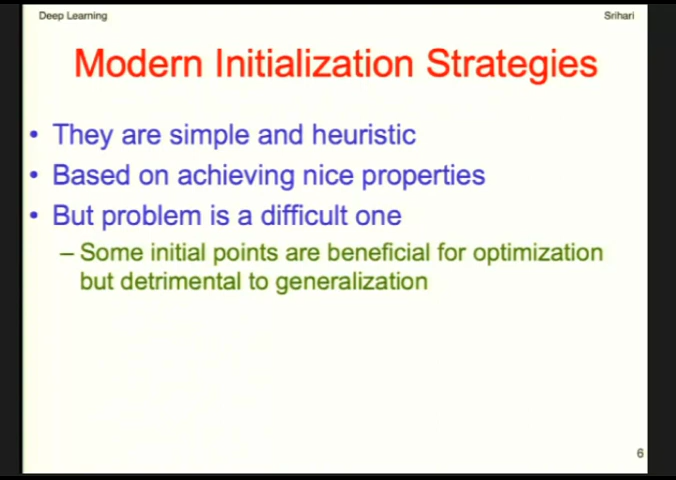 Deep Learning
Srihari
Modern Initialization Strategies
• They are simple and heuristic
• Based on achieving nice properties
• But problem is a difficult one
– Some initial points are beneficial for optimization
but detrimental to generalization
6